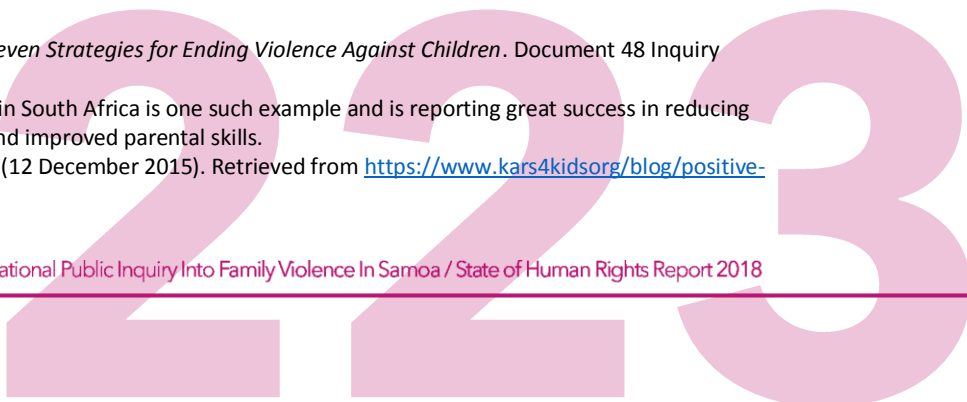 even Strategies for Ending Violence Against Children. Document 48 Inquiry
in South Africa is one such example and is reporting great success in reducing
nd improved parental skills.
(12 December 2015). Retrieved from https://www.kars4kidsorg/blog/positive-
ational Public Inquiry Into Family Violence In Samoa / State of Human Rights Report 2018
223